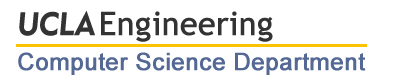 UCLA Engineering
Computer Science Department